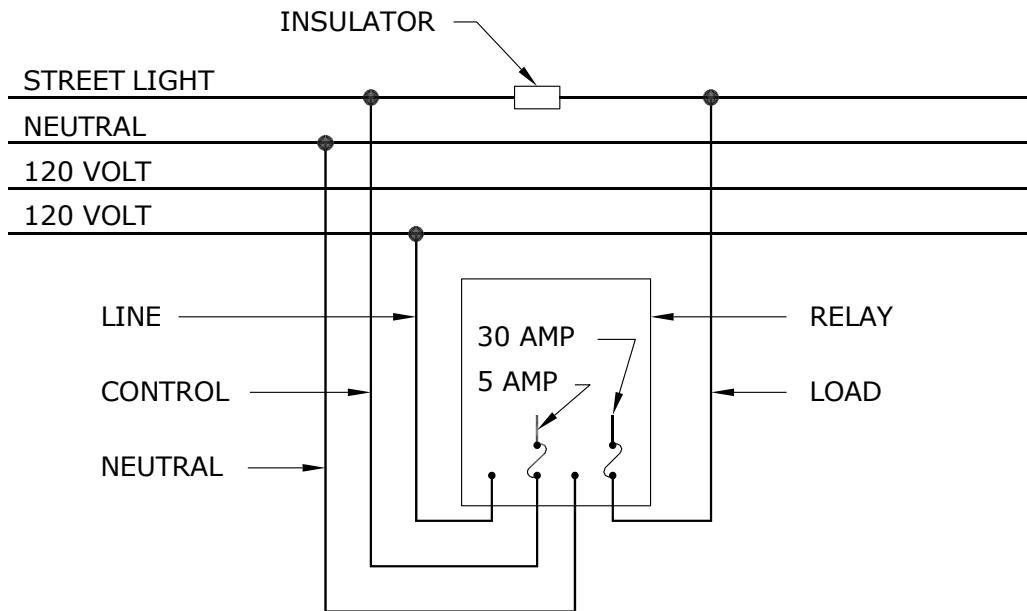 INSULATOR
STREET LIGHT
NEUTRAL
120 VOLT
120 VOLT
LINE
RELAY
30 AMP
5 AMP
CONTROL
LOAD
NEUTRAL